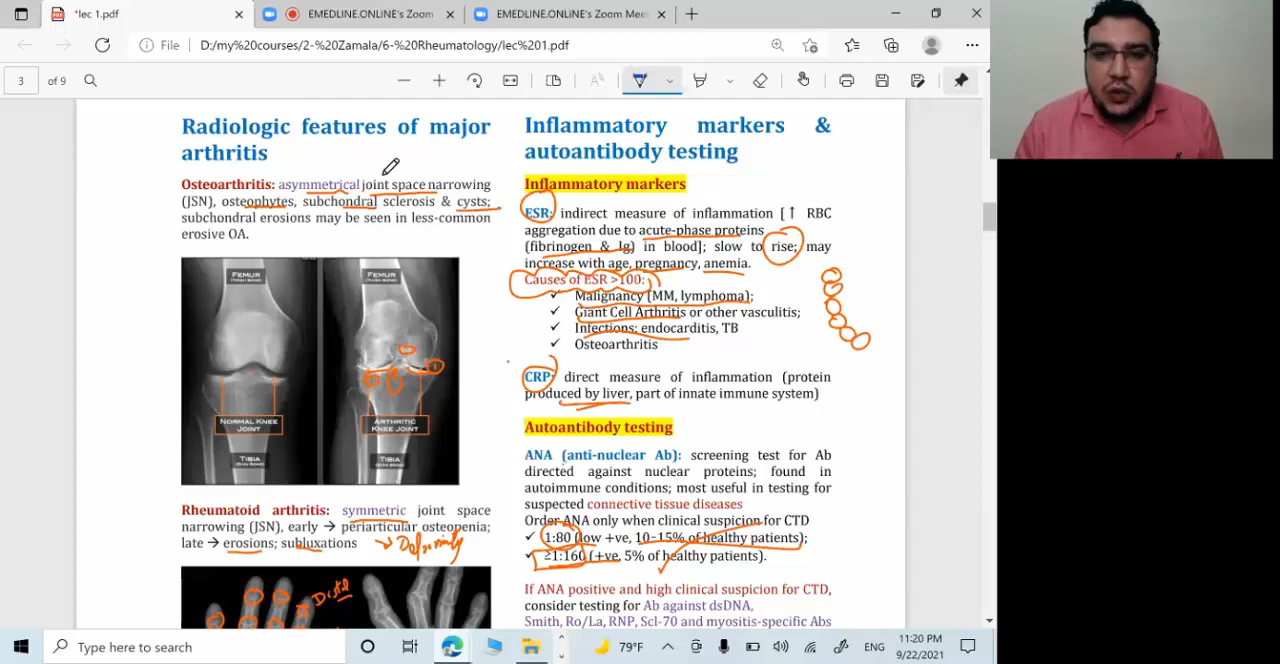 *lec 1.pdf
EMEDLINE.ONLINE's Zoom
EMEDLINE.ONLINE's Zoom Mee
File
D:/my%20courses/2-%20Zamala/6-%20Rheumatology/lec%201.pdf
3 of 9
Radiologic features of major
arthritis
Osteoarthritis: asymmetrical joint space narrowing
(JSN), osteophytes, subchondral sclerosis & cysts;
subchondral erosions may be seen in less-common
erosive OA.
FEMUR
(THIGH BONE)
FEMUR
(THIGH BONE)
NORMAL KNEE
JOINT
ARTHRITIC
KNEE JOINT
TIBIA
(SHIN BONE)
TIBIA
(SHIN BONE)
Rheumatoid arthritis: symmetric joint space
narrowing (JSN), early → periarticular osteopenia;
late → erosions; subluxations
→ Deformity
Distal
Inflammatory markers &
autoantibody testing
Inflammatory markers
ESR: indirect measure of inflammation [↑ RBC
aggregation due to acute-phase proteins
(fibrinogen & Ig) in blood]; slow to rise; may
increase with age, pregnancy, anemia.
Causes of ESR >100:
✓ Malignancy (MM, lymphoma);
✓ Giant Cell Arthritis or other vasculitis;
✓ Infections: endocarditis, TB
✓ Osteoarthritis
CRP: direct measure of inflammation (protein
produced by liver, part of innate immune system)
Autoantibody testing
ANA (anti-nuclear Ab): screening test for Ab
directed against nuclear proteins; found in
autoimmune conditions; most useful in testing for
suspected connective tissue diseases
Order ANA only when clinical suspicion for CTD
✓ 1:80 (low +ve, 10-15% of healthy patients);
✓ ≥1:160 (+ve, 5% of healthy patients).
If ANA positive and high clinical suspicion for CTD,
consider testing for Ab against dsDNA,
Smith, Ro/La, RNP, Scl-70 and myositis-specific Abs
Type here to search
79°F
ENG
11:20 PM
9/22/2021